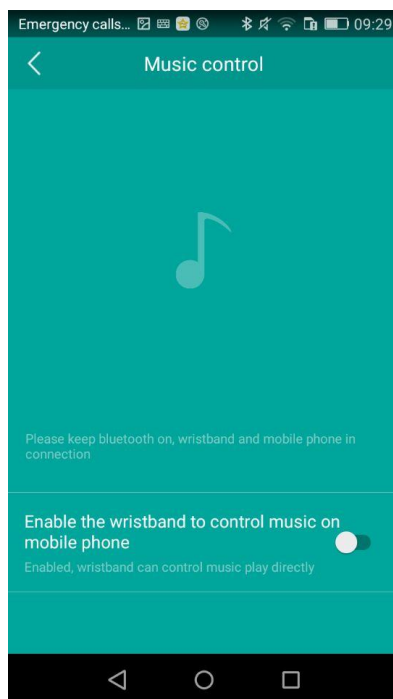 Emergency calls... 09:29
Music control
Please keep bluetooth on, wristband and mobile phone in
connection
Enable the wristband to control music on
mobile phone
Enabled, wristband can control music play directly